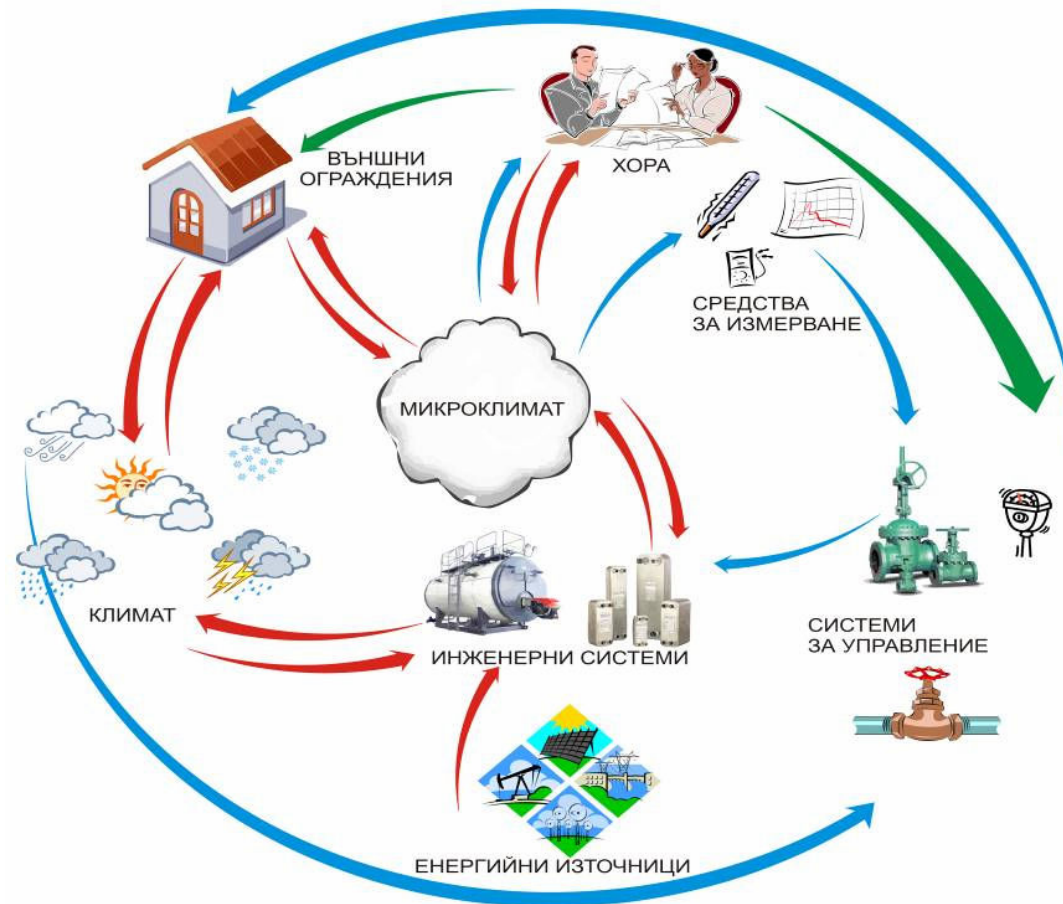 ХОРА
ВЪНШНИ
ОГРАЖДЕНИЯ
СРЕДСТВА
ЗА ИЗМЕРВАНЕ
МИКРОКЛИМАТ
КЛИМАТ
ИНЖЕНЕРНИ СИСТЕМИ
СИСТЕМИ
ЗА УПРАВЛЕНИЕ
ЕНЕРГИЙНИ ИЗТОЧНИЦИ